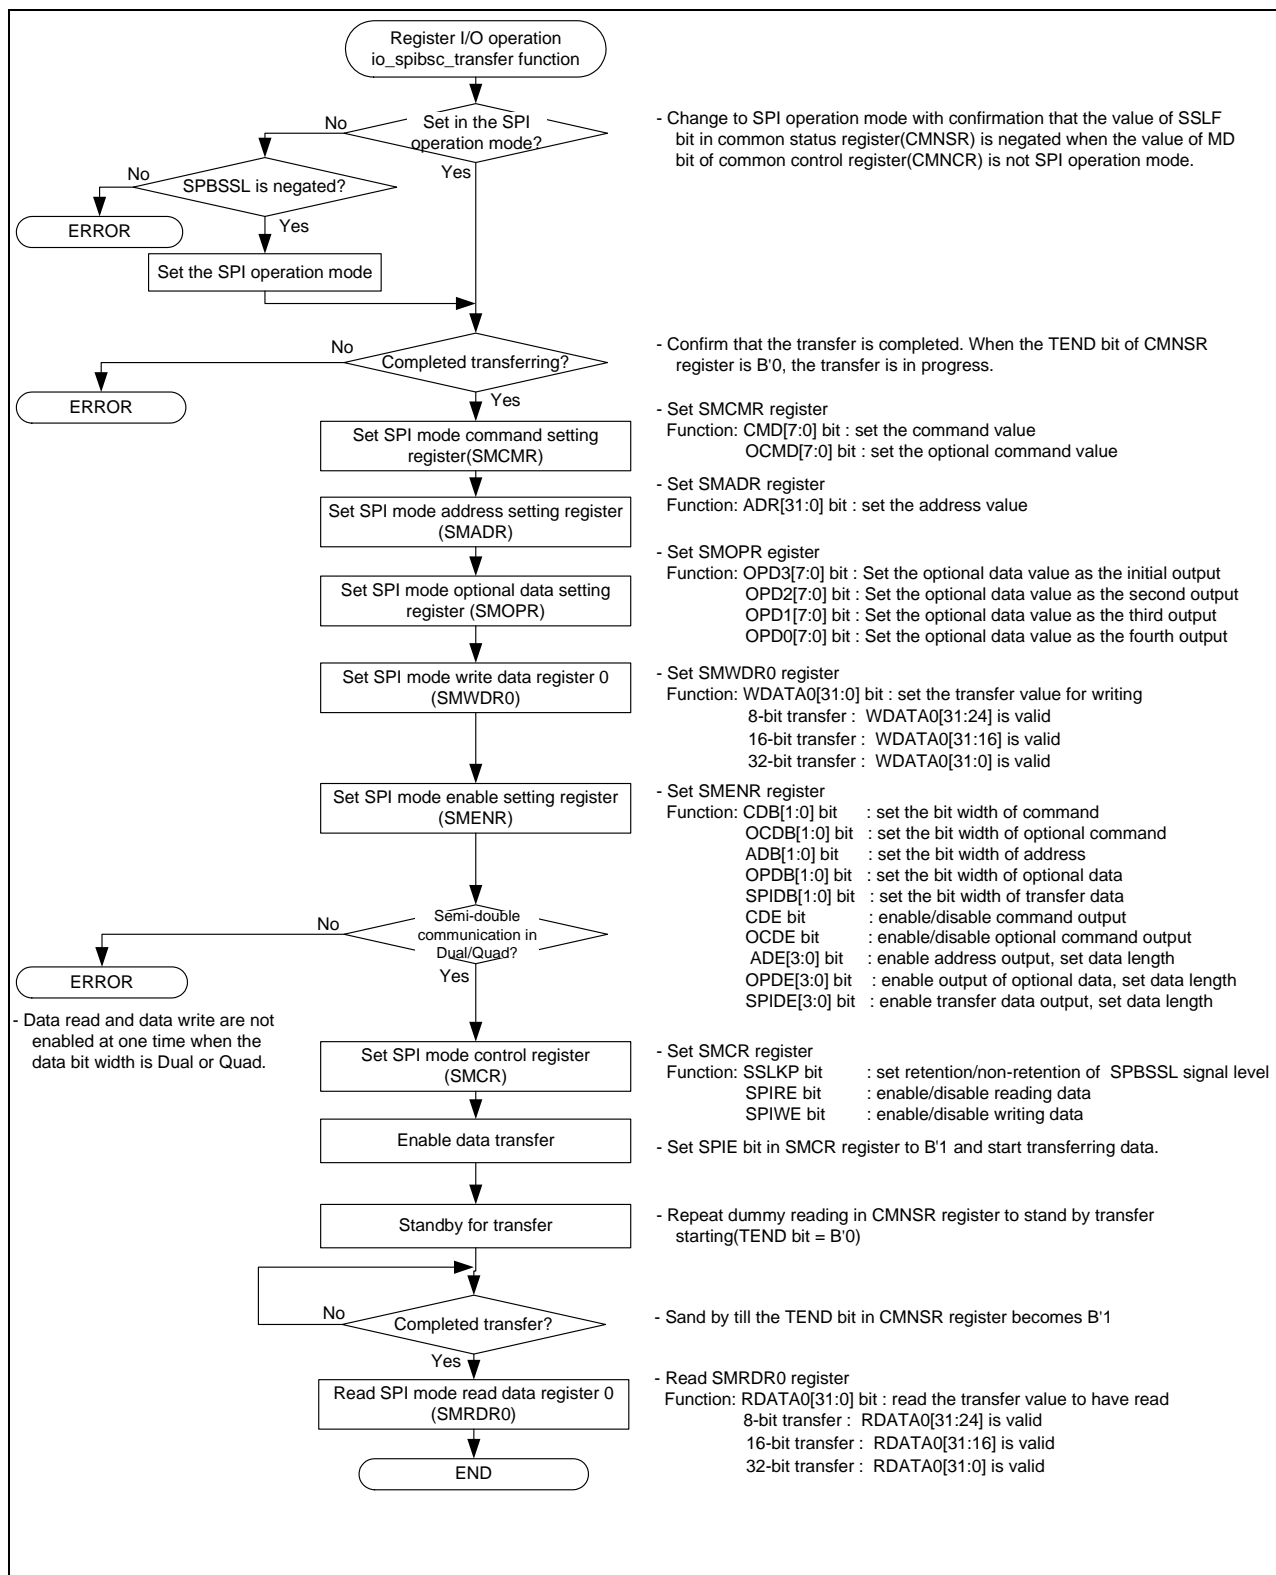 Register I/O operation
io_spibsc_transfer function
No
Set in the SPI
operation mode?
- Change to SPI operation mode with confirmation that the value of SSLF
bit in common status register(CMNSR) is negated when the value of MD
bit of common control register(CMNCR) is not SPI operation mode.
Yes
No
SPBSSL is negated?
ERROR
Yes
Set the SPI operation mode
No
Completed transferring?
- Confirm that the transfer is completed. When the TEND bit of CMNSR
register is B'0, the transfer is in progress.
ERROR
Yes
Set SPI mode command setting
register(SMCMR)
- Set SMCMR register
Function: CMD[7:0] bit : set the command value
OCMD[7:0] bit : set the optional command value
Set SPI mode address setting register
(SMADR)
- Set SMADR register
Function: ADR[31:0] bit : set the address value
Set SPI mode optional data setting
register (SMOPR)
- Set SMOPR egister
Function: OPD3[7:0] bit : Set the optional data value as the initial output
OPD2[7:0] bit : Set the optional data value as the second output
OPD1[7:0] bit : Set the optional data value as the third output
OPD0[7:0] bit : Set the optional data value as the fourth output
Set SPI mode write data register 0
(SMWDR0)
- Set SMWDR0 register
Function: WDATA0[31:0] bit : set the transfer value for writing
8-bit transfer : WDATA0[31:24] is valid
16-bit transfer : WDATA0[31:16] is valid
32-bit transfer : WDATA0[31:0] is valid
Set SPI mode enable setting register
(SMENR)
- Set SMENR register
Function: CDB[1:0] bit : set the bit width of command
OCDB[1:0] bit : set the bit width of optional command
ADB[1:0] bit : set the bit width of address
OPDB[1:0] bit : set the bit width of optional data
SPIDB[1:0] bit : set the bit width of transfer data
CDE bit : enable/disable command output
OCDE bit : enable/disable optional command output
ADE[3:0] bit : enable address output, set data length
OPDE[3:0] bit : enable output of optional data, set data length
SPIDE[3:0] bit : enable transfer data output, set data length
No
Semi-double
communication in
Dual/Quad?
Yes
ERROR
- Data read and data write are not
enabled at one time when the
data bit width is Dual or Quad.
Set SPI mode control register
(SMCR)
- Set SMCR register
Function: SSLKP bit : set retention/non-retention of SPBSSL signal level
SPIRE bit : enable/disable reading data
SPIWE bit : enable/disable writing data
Enable data transfer
- Set SPIE bit in SMCR register to B'1 and start transferring data.
Standby for transfer
- Repeat dummy reading in CMNSR register to stand by transfer
starting(TEND bit = B'0)
No
Completed transfer?
- Sand by till the TEND bit in CMNSR register becomes B'1
Yes
Read SPI mode read data register 0
(SMRDR0)
- Read SMRDR0 register
Function: RDATA0[31:0] bit : read the transfer value to have read
8-bit transfer : RDATA0[31:24] is valid
16-bit transfer : RDATA0[31:16] is valid
32-bit transfer : RDATA0[31:0] is valid
END